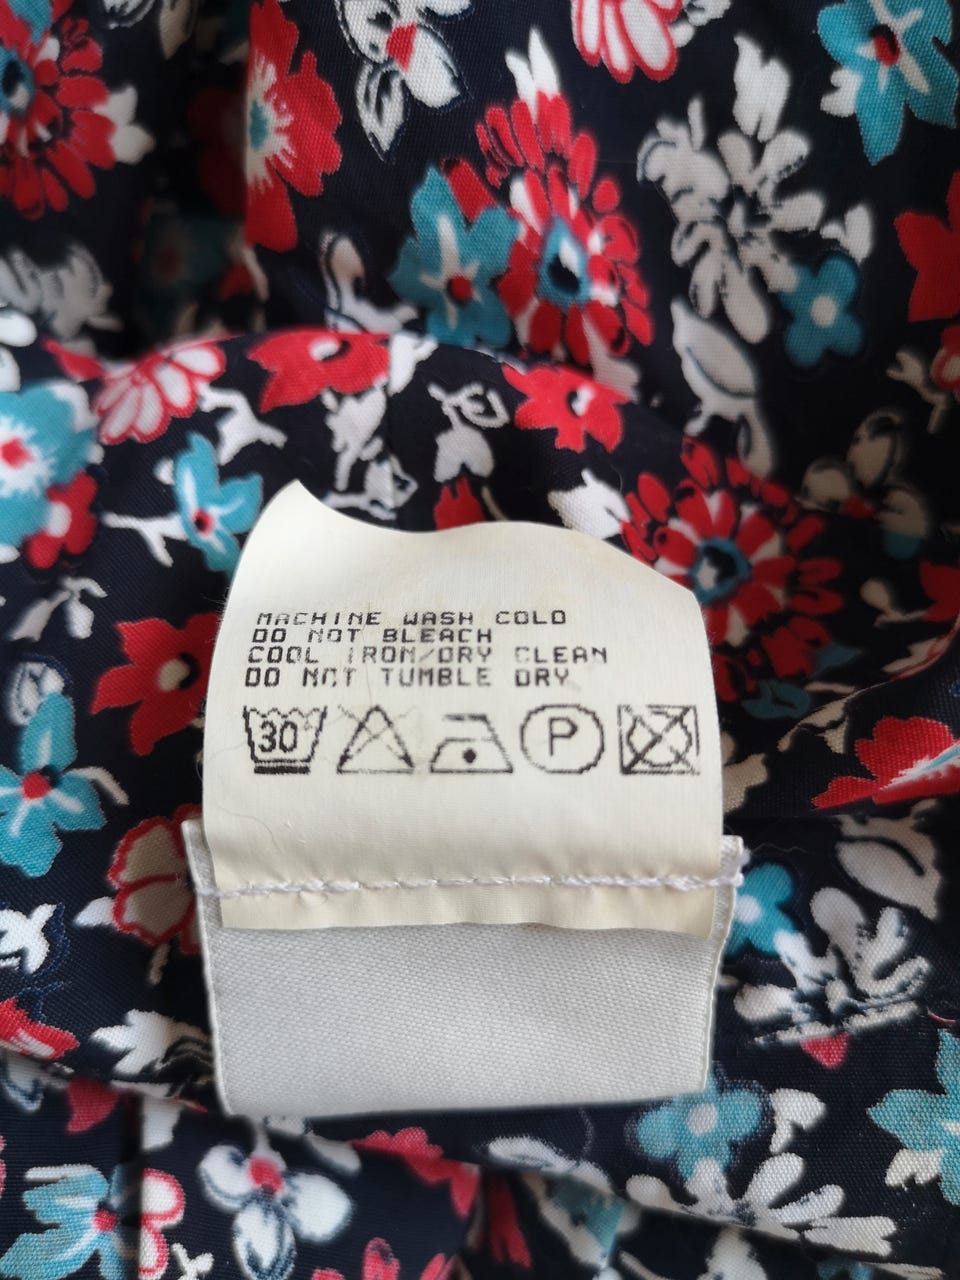 MACHINE WASH COLD
DO NOT BLEACH
COOL IRON/DRY CLEAN
DO NOT TUMBLE DRY
30 P